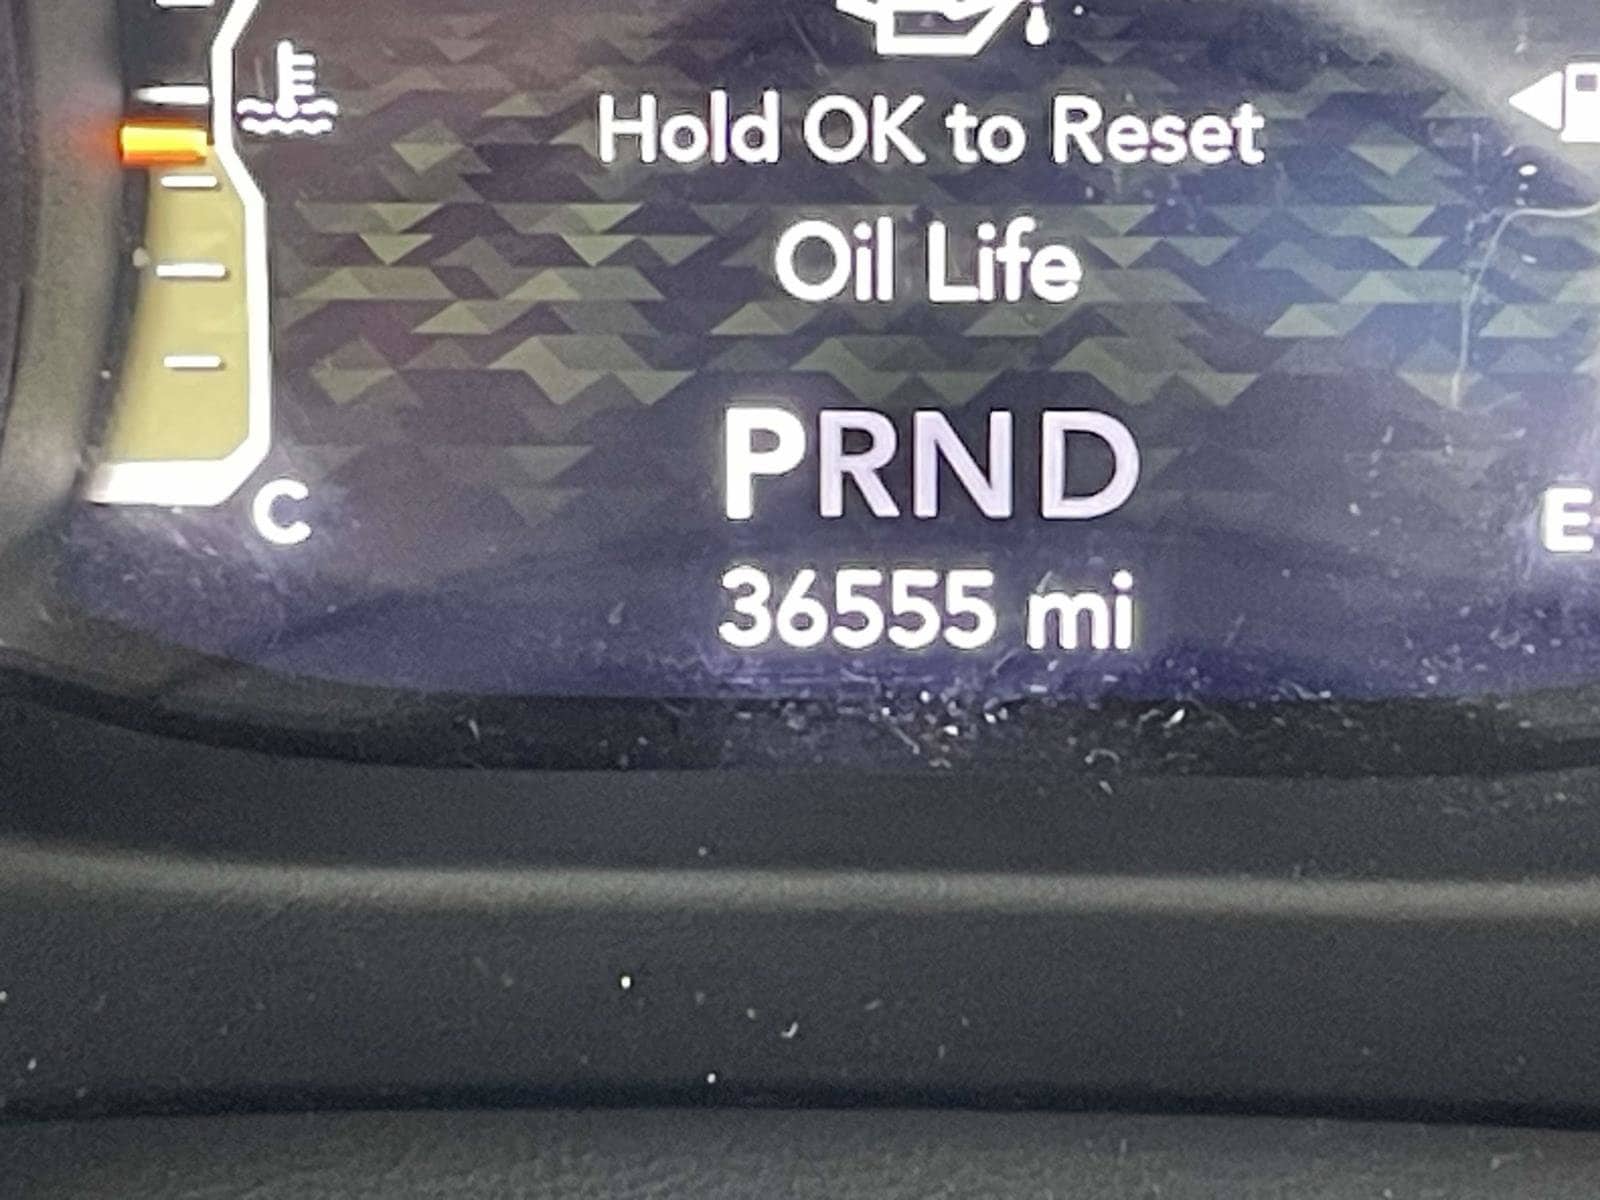 Hold OK to Reset
Oil Life
PRND
C
E
36555 mi